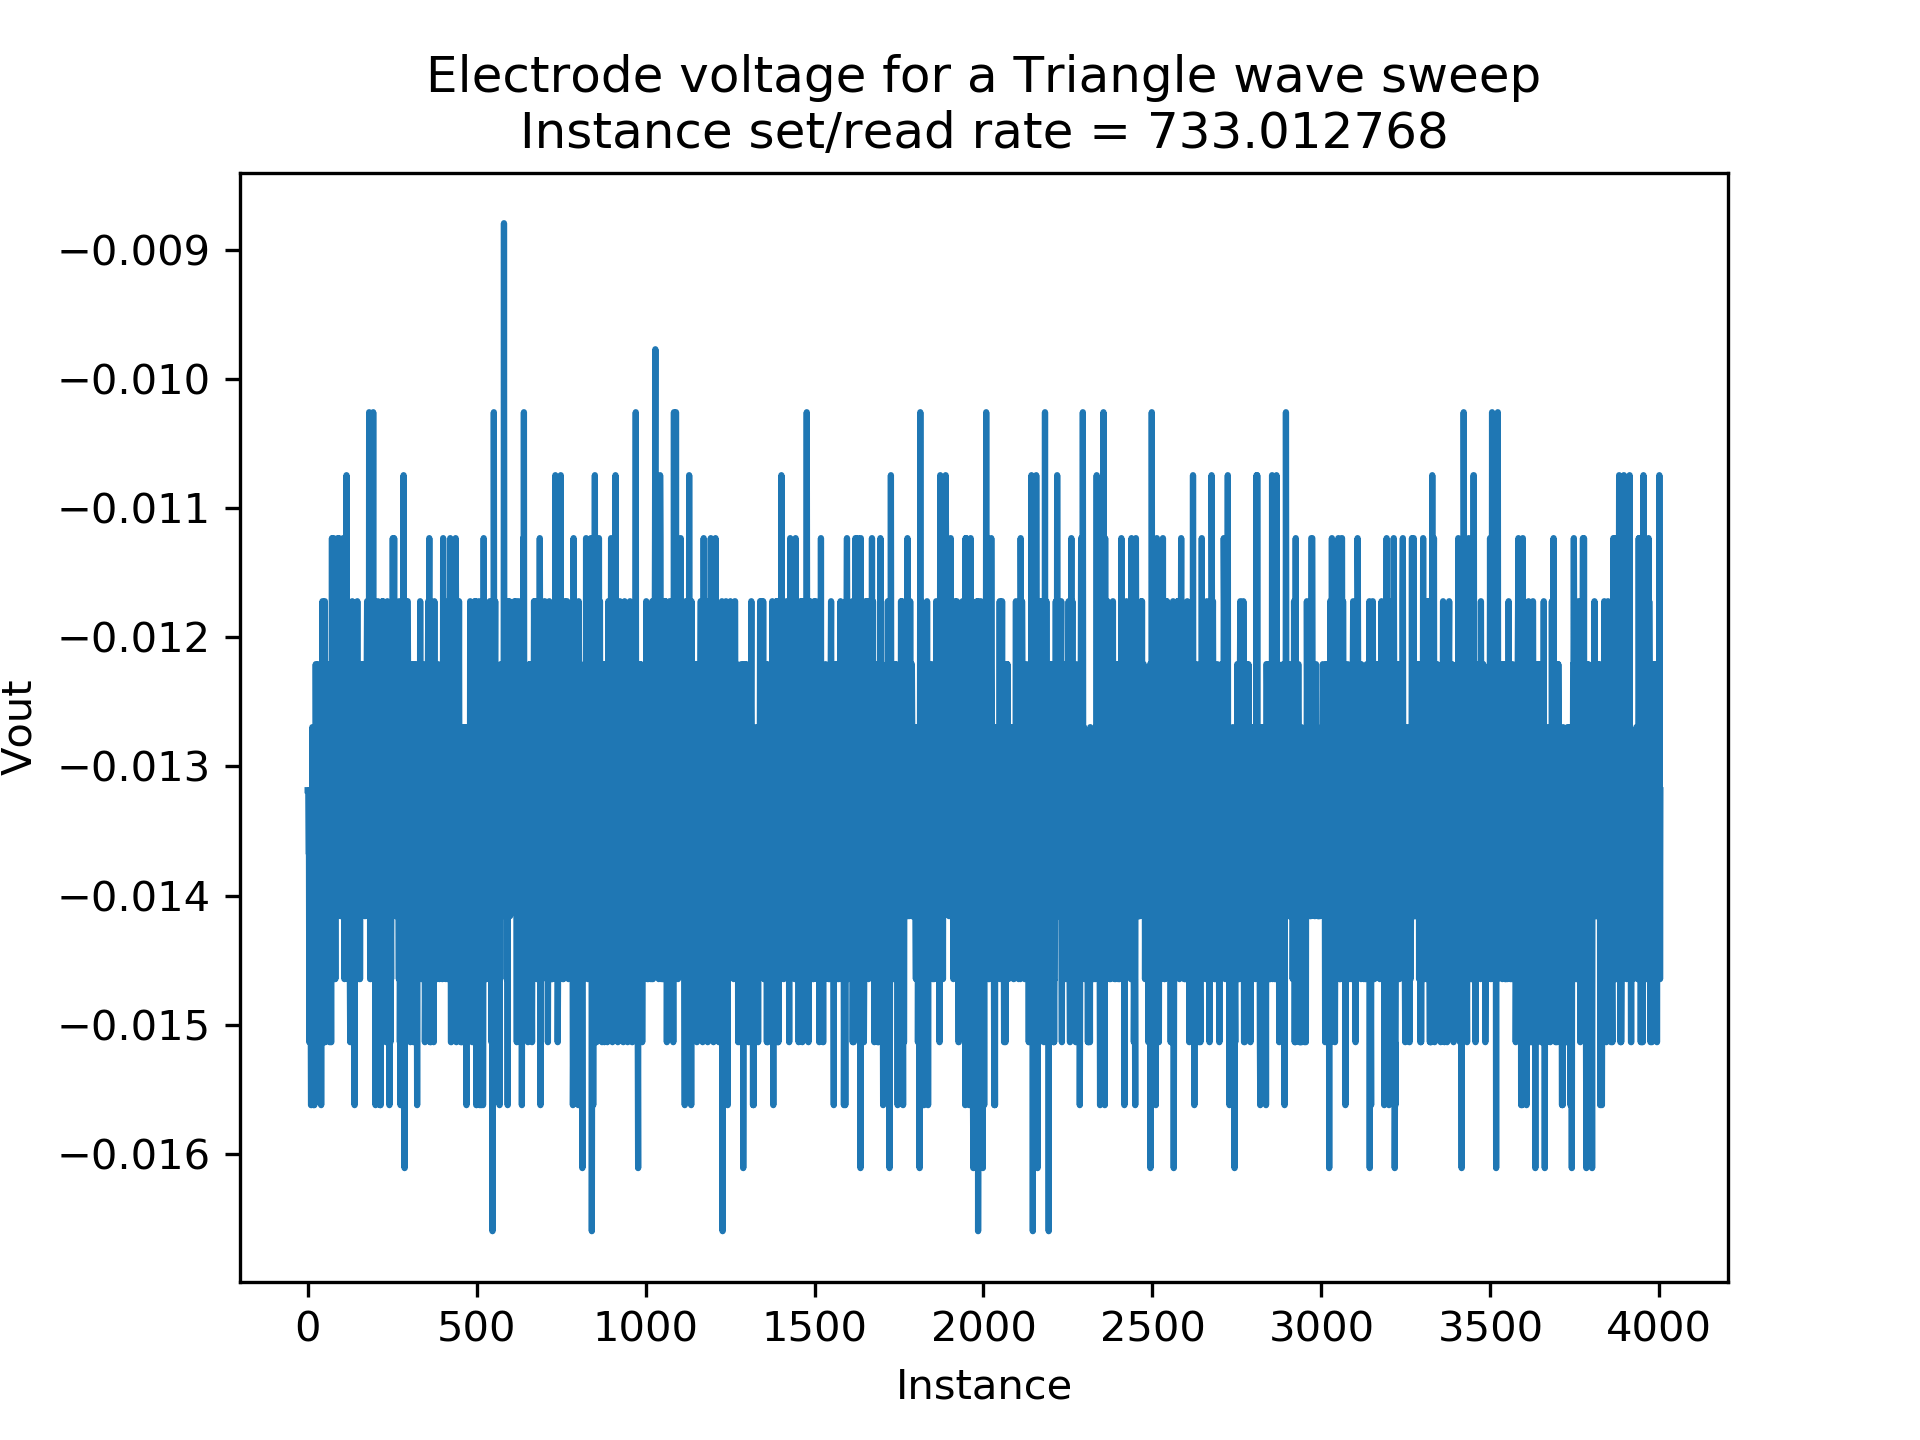 Electrode voltage for a Triangle wave sweep
Instance set/read rate = 733.012768
−0.009
−0.010
−0.011
−0.012
−0.013
−0.014
−0.015
−0.016
Vout
0 500 1000 1500 2000 2500 3000 3500 4000
Instance